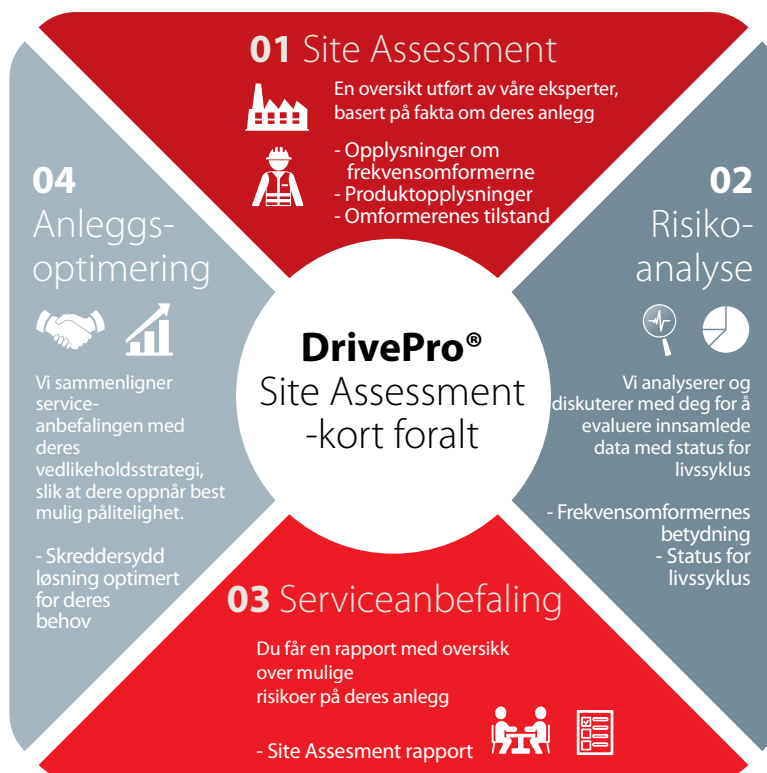 01 Site Assessment
En oversikt utført av våre eksperter,
basert på fakta om deres anlegg
- Opplysninger om
frekvensomformerne
- Produktopplysninger
- Omformerenes tilstand
02
Risiko-
analyse
Vi analyserer og
diskuterer med deg for å
evaluere innsamlede
data med status for
livssyklus
- Frekvensomformernes
betydning
- Status for
livssyklus
03 Serviceanbefaling
Du får en rapport med oversikk
over mulige
risikoer på deres anlegg
- Site Assesment rapport
04
Anleggs-
optimering
Vi sammenligner
service-
anbefalingen med
deres
vedlikeholdsstrategi,
slik at dere oppnår best
mulig pålitelighet.
- Skreddersydd
løsning optimert
for deres
behov
DrivePro®
Site Assessment
-kort foralt